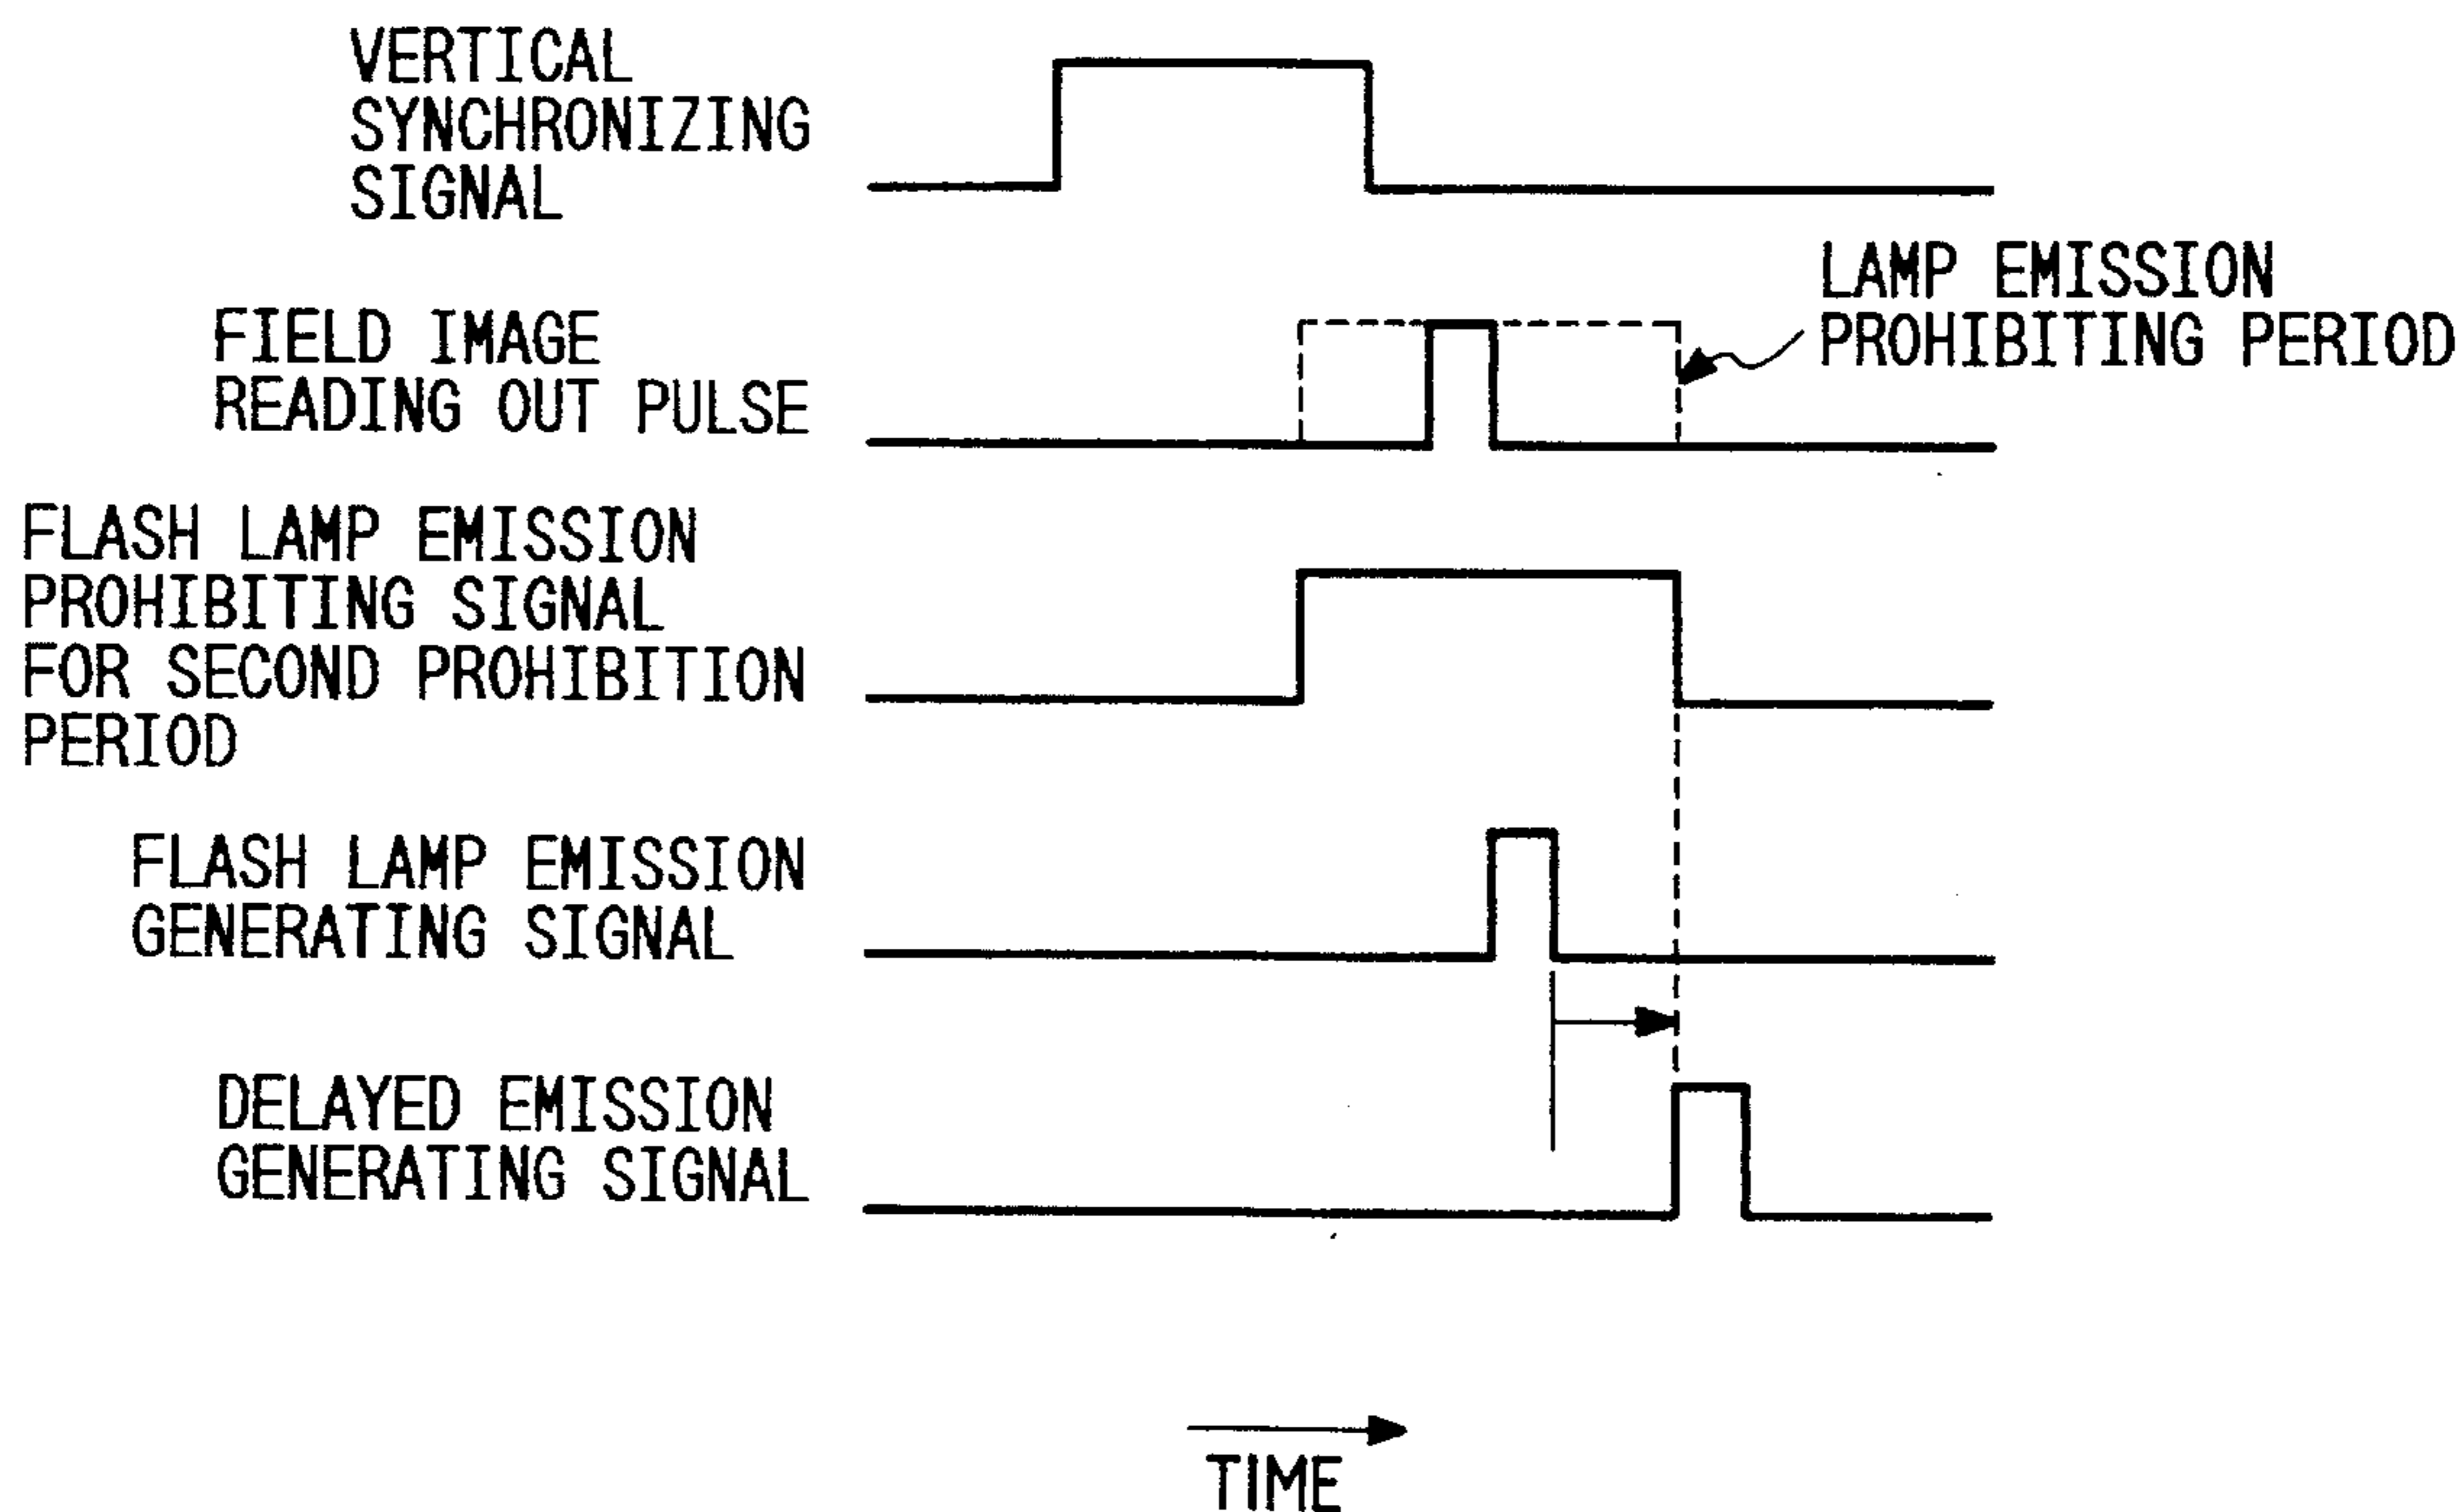 VERTICAL
SYNCHRONIZING
SIGNAL
LAMP EMISSION
PROHIBITING PERIOD
FIELD IMAGE
READING OUT PULSE
FLASH LAMP EMISSION
PROHIBITING SIGNAL
FOR SECOND PROHIBITION
PERIOD
FLASH LAMP EMISSION
GENERATING SIGNAL
DELAYED EMISSION
GENERATING SIGNAL
TIME